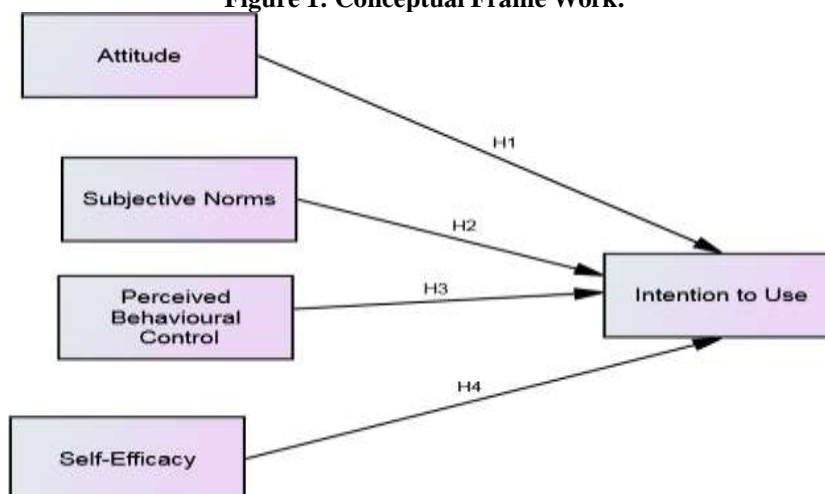 Figure 1: Conceptual Frame Work.
Attitude
H1
Subjective Norms
H2
Perceived
Behavioural
Control
H3
Intention to Use
H4
Self-Efficacy